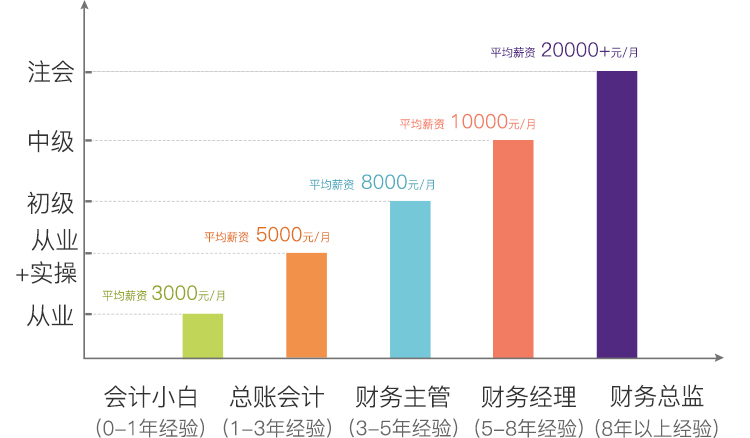 注会
平均薪资 20000+元/月
中级
平均薪资 10000元/月
初级
平均薪资 8000元/月
从业
+实操
平均薪资 5000元/月
从业
平均薪资 3000元/月
会计小白
(0-1年经验)
总账会计
(1-3年经验)
财务主管
(3-5年经验)
财务经理
(5-8年经验)
财务总监
(8年以上经验)